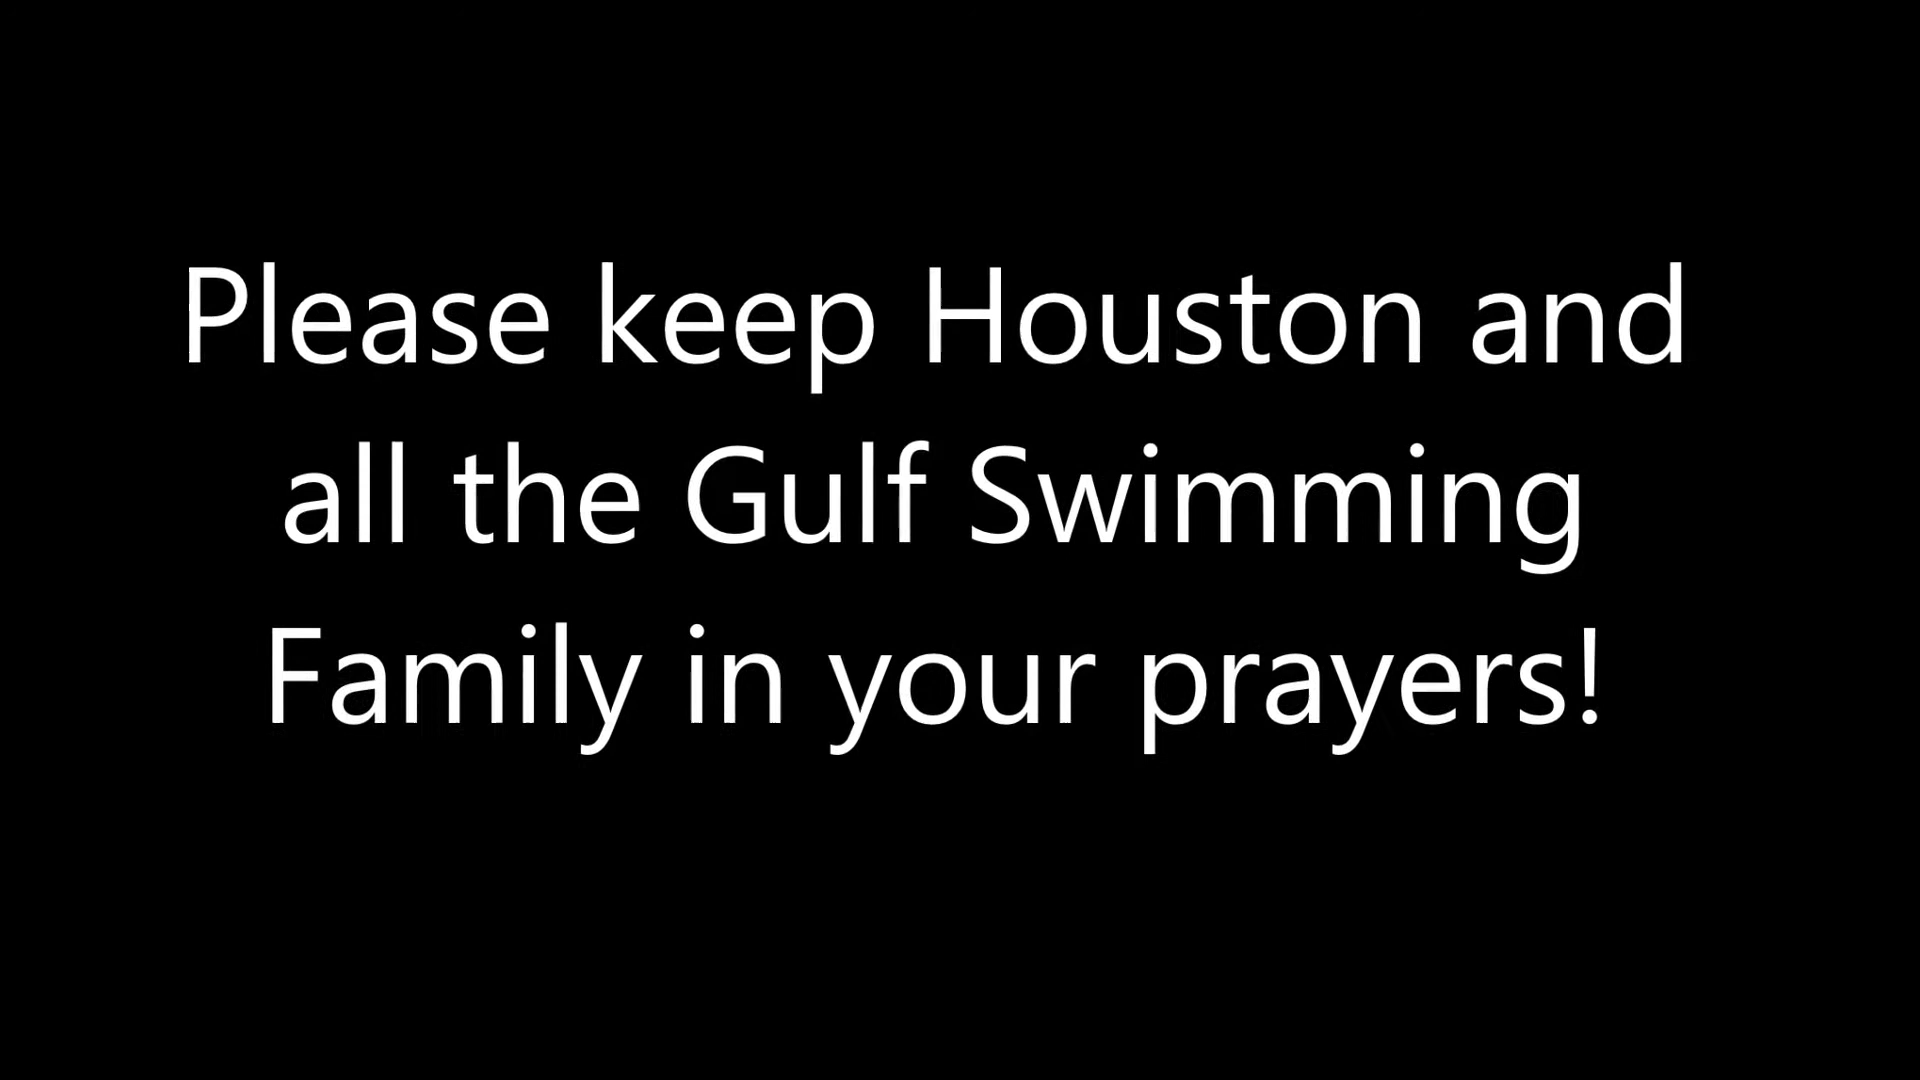 Please keep Houston and
all the Gulf Swimming
Family in your prayers!